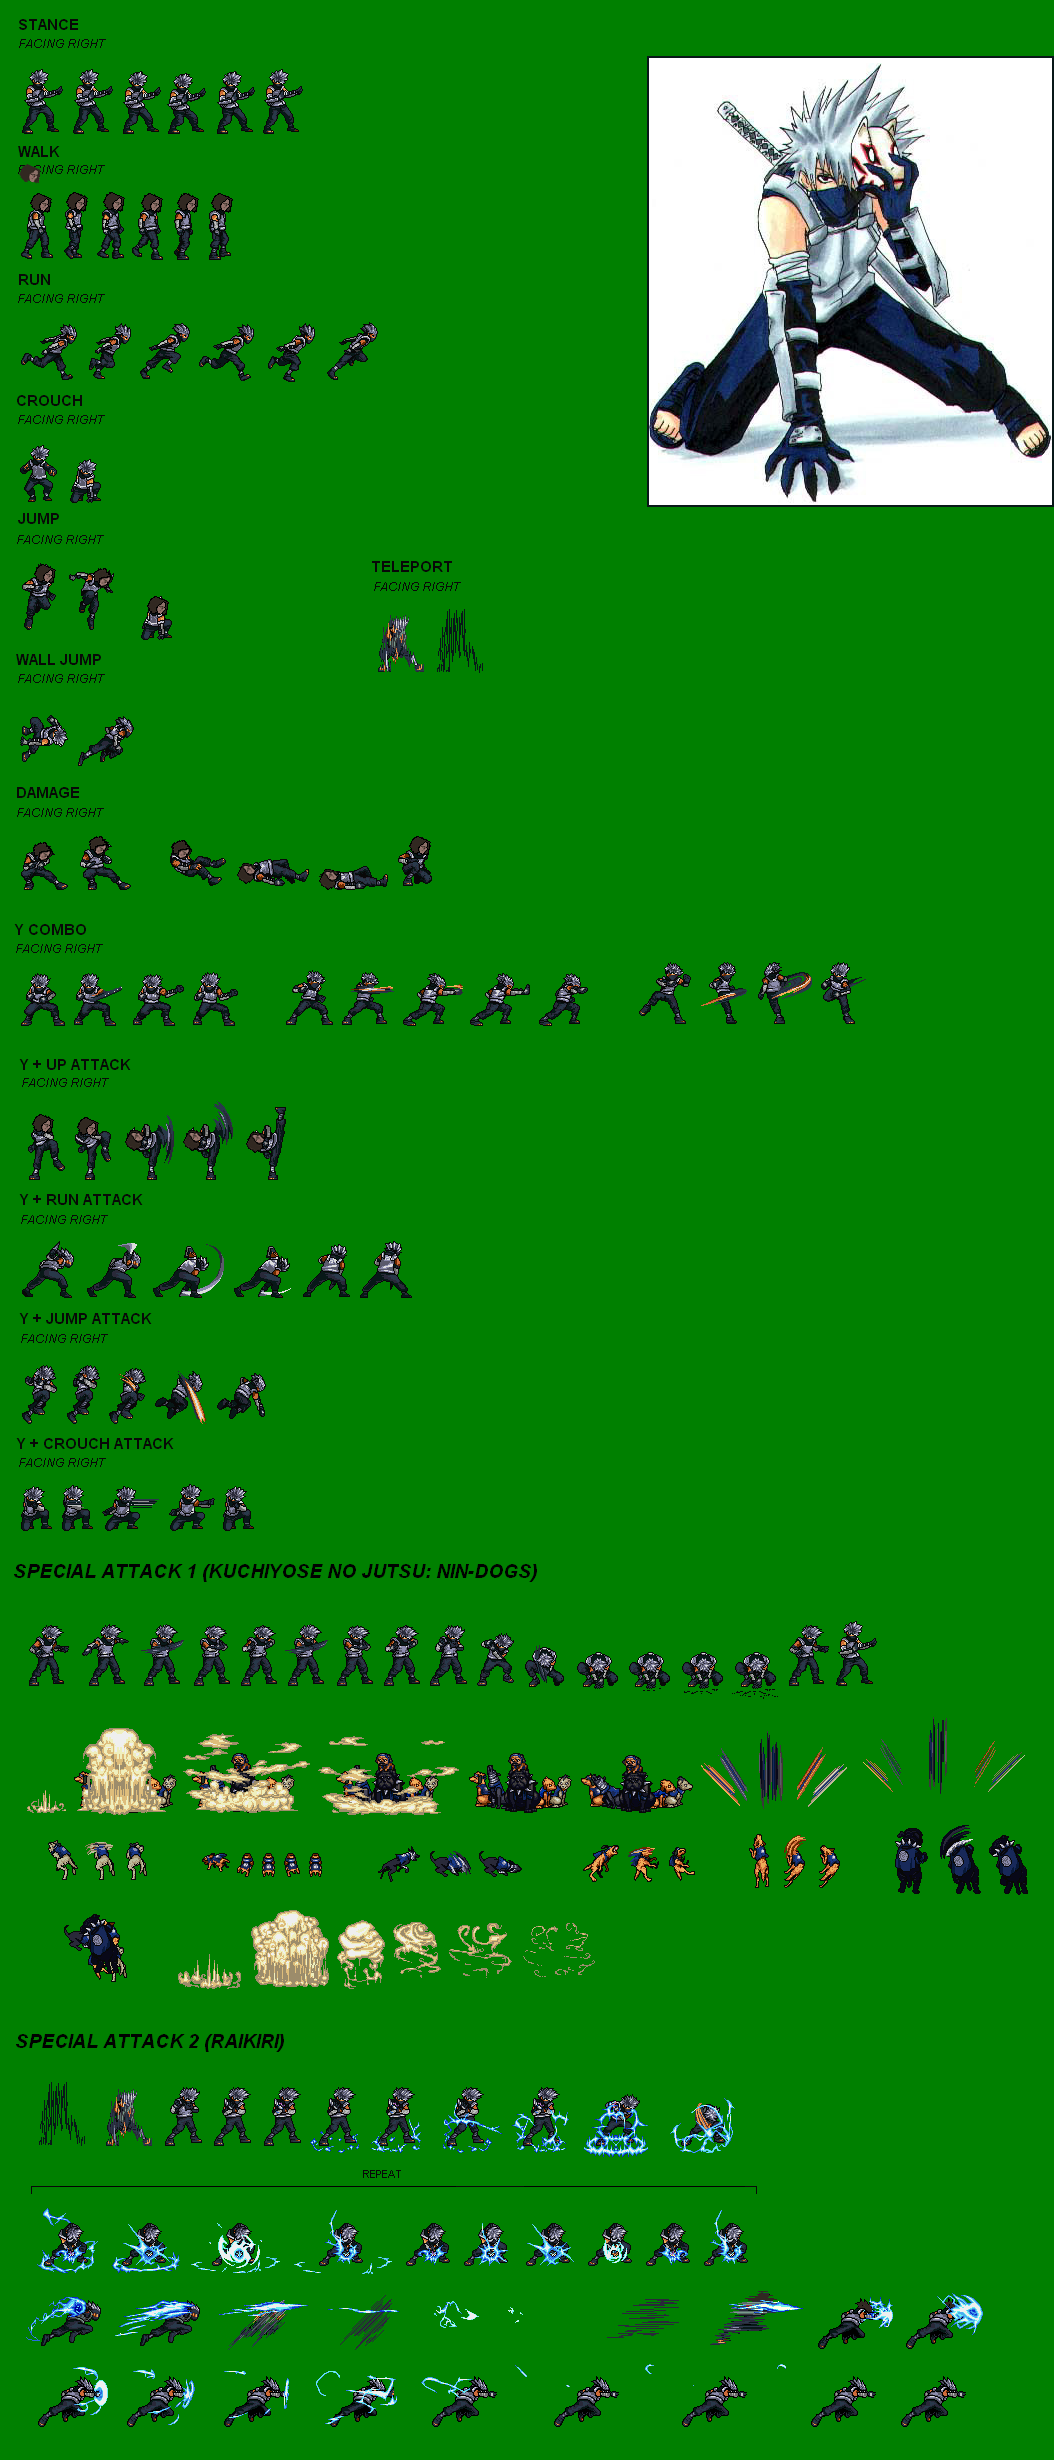 STANCE
FACING RIGHT
WALK
FACING RIGHT
RUN
FACING RIGHT
CROUCH
FACING RIGHT
JUMP
FACING RIGHT
TELEPORT
FACING RIGHT
WALL JUMP
FACING RIGHT
DAMAGE
FACING RIGHT
Y COMBO
FACING RIGHT
Y + UP ATTACK
FACING RIGHT
Y + RUN ATTACK
FACING RIGHT
Y + JUMP ATTACK
FACING RIGHT
Y + CROUCH ATTACK
FACING RIGHT
SPECIAL ATTACK 1 (KUCHIYOSE NO JUTSU: NIN-DOGS)
SPECIAL ATTACK 2 (RAIKIRI)
REPEAT